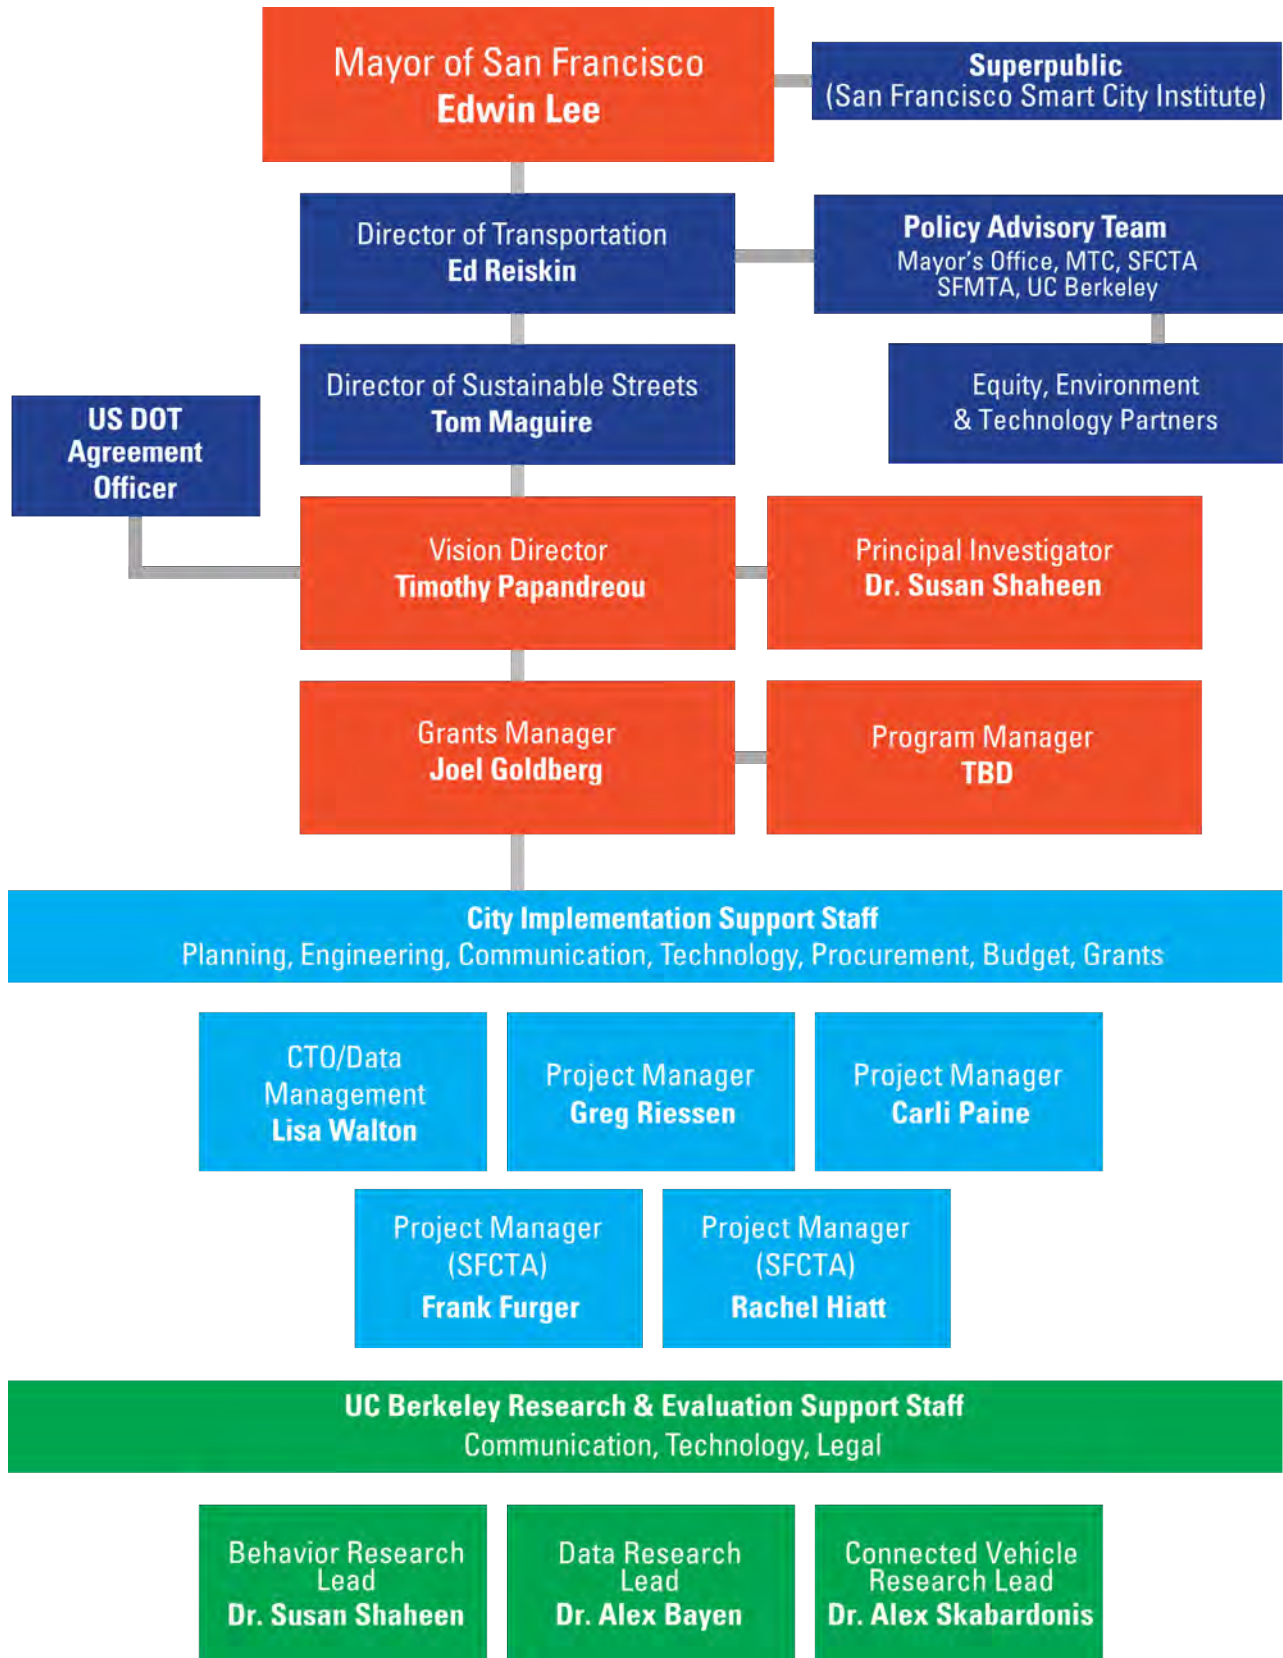 Mayor of San Francisco
Edwin Lee
Superpublic
(San Francisco Smart City Institute)
Director of Transportation
Ed Reiskin
Policy Advisory Team
Mayor's Office, MTC, SFCTA
SFMTA, UC Berkeley
Director of Sustainable Streets
Tom Maguire
Equity, Environment
& Technology Partners
US DOT
Agreement
Officer
Vision Director
Timothy Papandreou
Principal Investigator
Dr. Susan Shaheen
Grants Manager
Joel Goldberg
Program Manager
TBD
City Implementation Support Staff
Planning, Engineering, Communication, Technology, Procurement, Budget, Grants
CTO/Data
Management
Lisa Walton
Project Manager
Greg Riessen
Project Manager
Carli Paine
Project Manager
(SFCTA)
Frank Furger
Project Manager
(SFCTA)
Rachel Hiatt
UC Berkeley Research & Evaluation Support Staff
Communication, Technology, Legal
Behavior Research
Lead
Dr. Susan Shaheen
Data Research
Lead
Dr. Alex Bayen
Connected Vehicle
Research Lead
Dr. Alex Skabardonis